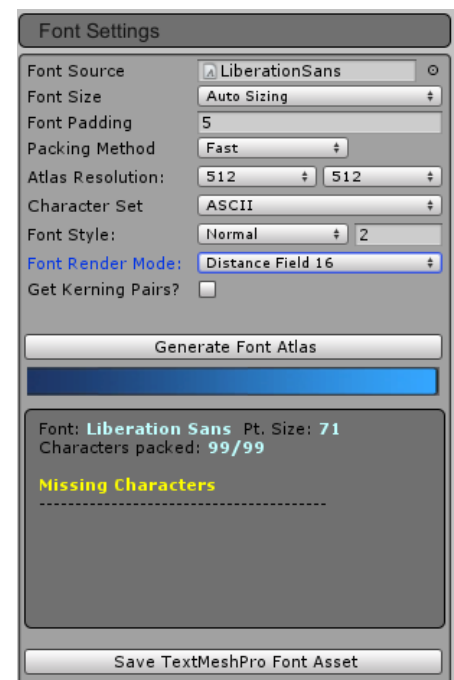 Font Settings
Font Source LiberationSans
Font Size Auto Sizing
Font Padding 5
Packing Method Fast
Atlas Resolution: 512 512
Character Set ASCII
Font Style: Normal 2
Font Render Mode: Distance Field 16
Get Kerning Pairs?
Generate Font Atlas
Font: Liberation Sans Pt. Size: 71
Characters packed: 99/99
Missing Characters
----------------------------------------
Save TextMeshPro Font Asset